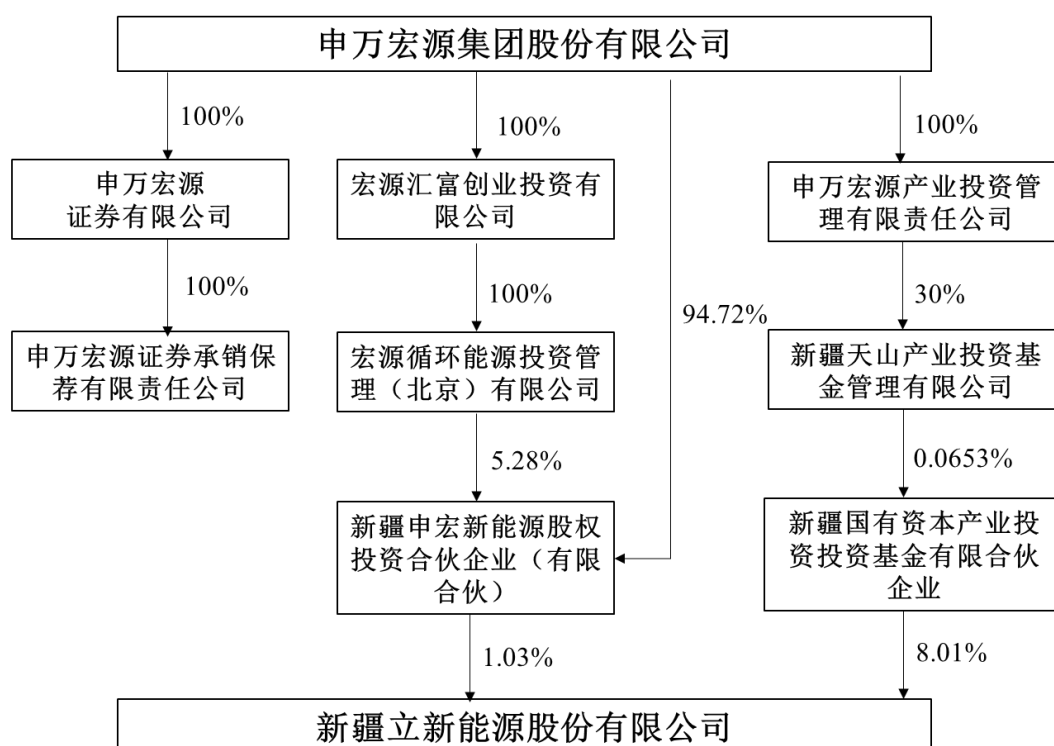 申万宏源集团股份有限公司
100%
100%
100%
申万宏源
证券有限公司
宏源汇富创业投资有
限公司
申万宏源产业投资管
理有限责任公司
100%
100%
94.72%
30%
申万宏源证券承销保
荐有限责任公司
宏源循环能源投资管
理（北京）有限公司
新疆天山产业投资基
金管理有限公司
5.28%
0.0653%
新疆申宏新能源股权
投资合伙企业（有限
合伙）
新疆国有资本产业投
资投资基金有限合伙
企业
1.03%
8.01%
新疆立新能源股份有限公司